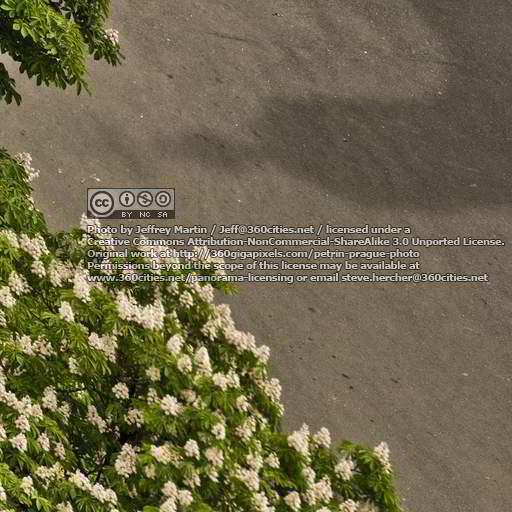 cc
BY NC SA
Photo by Jeffrey Martin / Jeff@360cities.net / licensed under a
Creative Commons Attribution-NonCommercial-ShareAlike 3.0 Unported License.
Original work at http://360gigapixels.com/petrin-prague-photo
Permissions beyond the scope of this license may be available at
www.360cities.net/panorama-licensing or email steve.hercher@360cities.net